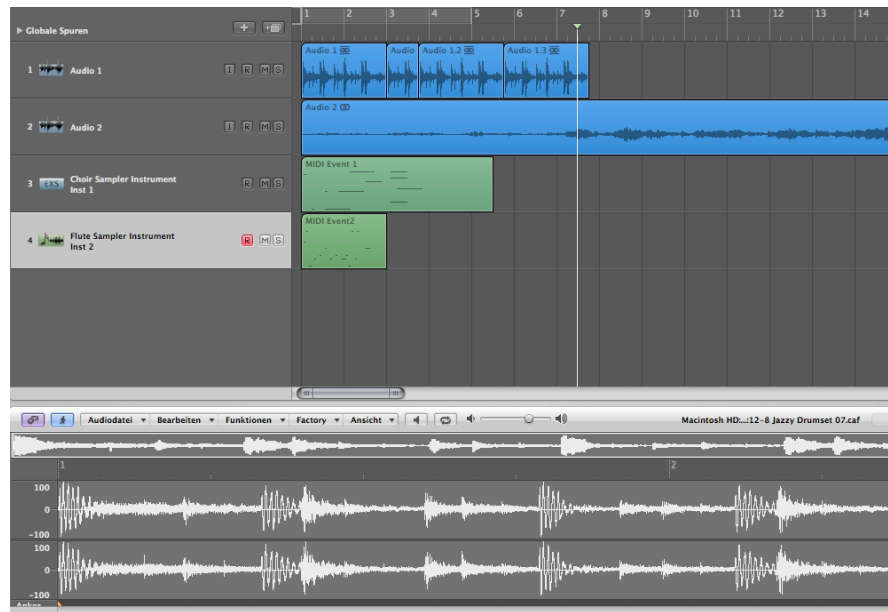 Globale Spuren
1 2 3 4 5 6 7 8 9 10 11 12 13 14
1 Audio 1 I R M S
Audio 1 Audio Audio 1.2 Audio 1.3
2 Audio 2 I R M S
Audio 2
3 EXS Choir Sampler Instrument
Inst 1 R M S
MIDI Event 1
4 Flute Sampler Instrument
Inst 2 R M S
MIDI Event2
Audiodatei Bearbeiten Funktionen Factory Ansicht Macintosh HD:...:12-8 Jazzy Drumset 07.caf
1 2
100
0
-100
100
0
-100
Anker